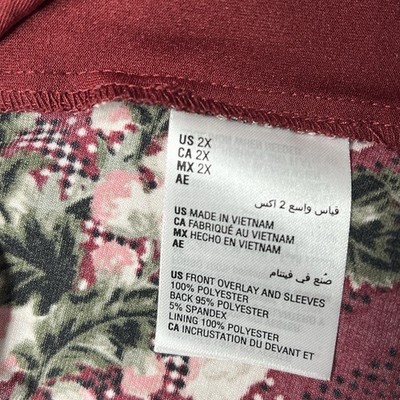 US 2X
CA 2X
MX 2X
AE
قياس واسع 2 اكس
US MADE IN VIETNAM
CA FABRIQUÉ AU VIETNAM
MX HECHO EN VIETNAM
AE
صُنع في فيتنام
US FRONT OVERLAY AND SLEEVES
100% POLYESTER
BACK 95% POLYESTER
5% SPANDEX
LINING 100% POLYESTER
CA INCRUSTATION DU DEVANT ET